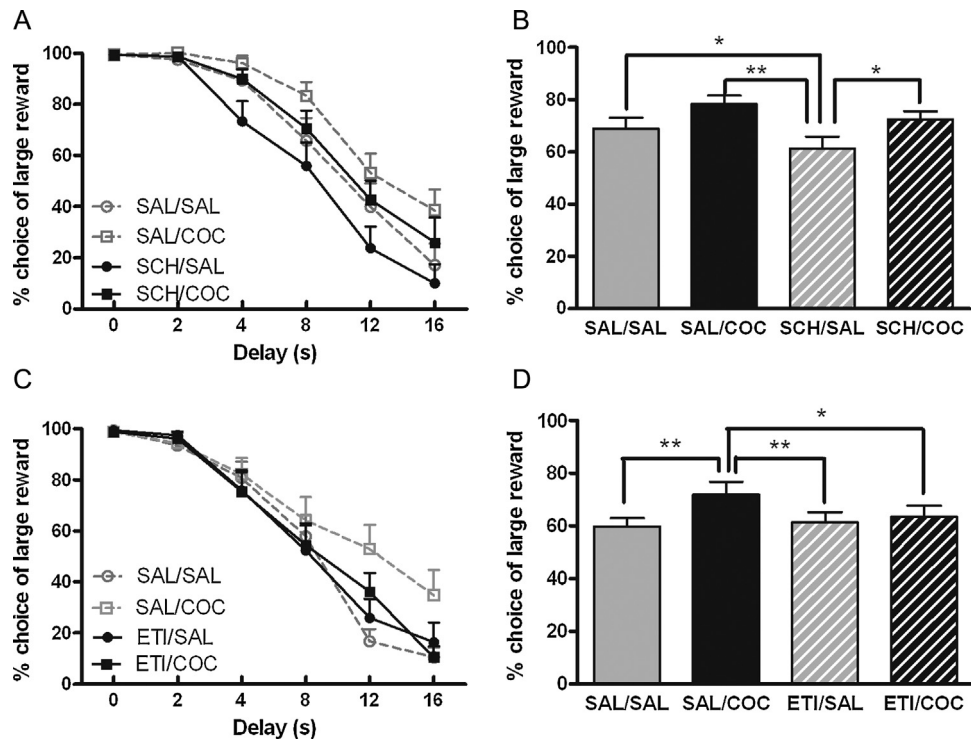 A
% choice of large reward
100
80
60
40
20
0
SAL/SAL
SAL/COC
SCH/SAL
SCH/COC
0 2 4 8 12 16
Delay (s)
B
% choice of large reward
100
80
60
40
20
0
*
** *
SAL/SAL SAL/COC SCH/SAL SCH/COC
C
% choice of large reward
100
80
60
40
20
0
SAL/SAL
SAL/COC
ETI/SAL
ETI/COC
0 2 4 8 12 16
Delay (s)
D
% choice of large reward
100
80
60
40
20
0
*
** **
SAL/SAL SAL/COC ETI/SAL ETI/COC